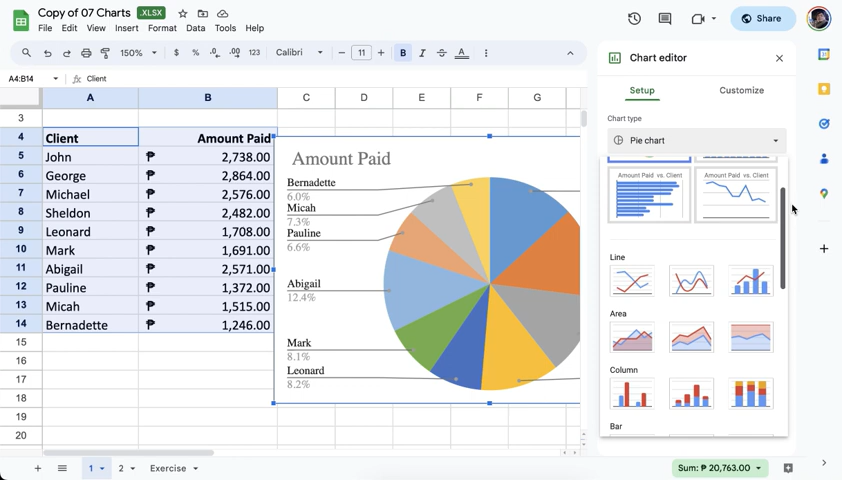 Copy of 07 Charts .XLSX
File Edit View Insert Format Data Tools Help
Share
150% $ % .0 .00 123 Calibri 11 B I S A
A4:B14 fx Client
A B C D E F G
3
4 Client Amount Paid
5 John ₱ 2,738.00
6 George ₱ 2,864.00
7 Michael ₱ 2,576.00
8 Sheldon ₱ 2,482.00
9 Leonard ₱ 1,708.00
10 Mark ₱ 1,691.00
11 Abigail ₱ 2,571.00
12 Pauline ₱ 1,372.00
13 Micah ₱ 1,515.00
14 Bernadette ₱ 1,246.00
15
16
17
18
19
20
Amount Paid
Bernadette
6.0%
Micah
7.3%
Pauline
6.6%
Abigail
12.4%
Mark
8.1%
Leonard
8.2%
Chart editor
Setup Customize
Chart type
Pie chart
Amount Paid vs. Client Amount Paid vs. Client
Line
Area
Column
Bar
1 2 Exercise
Sum: ₱ 20,763.00